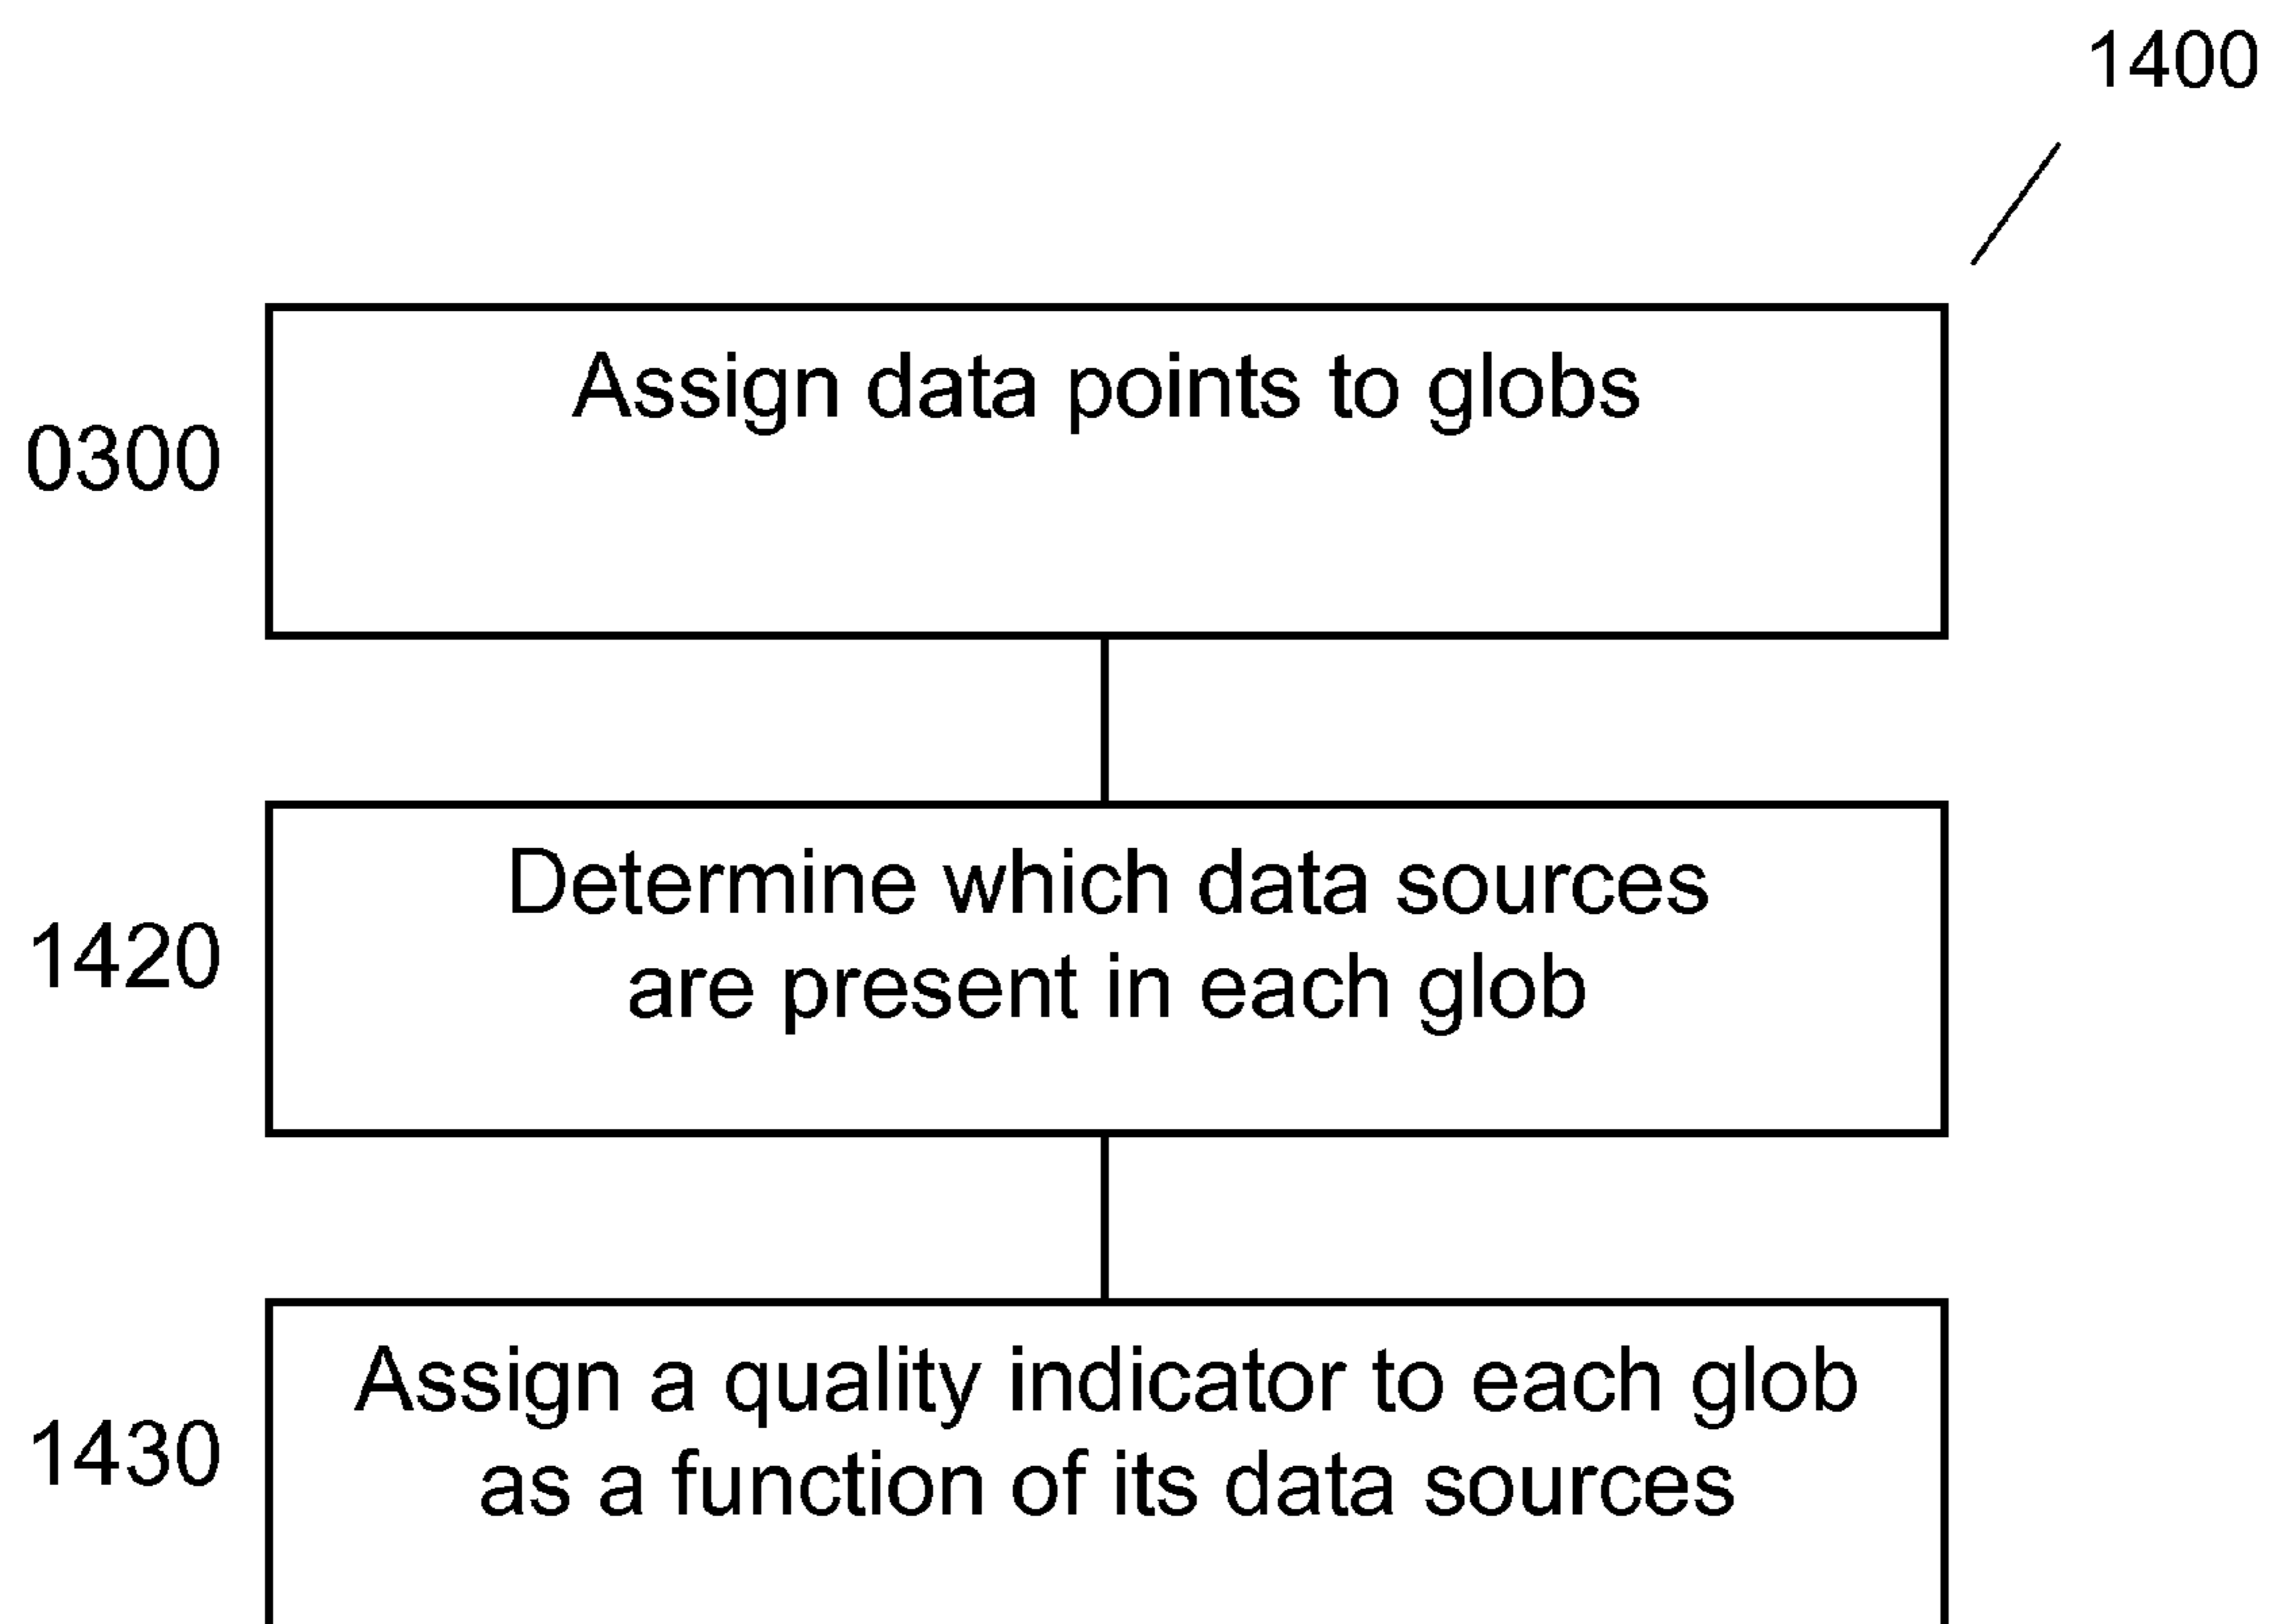 1400
Assign data points to globs
0300
Determine which data sources
are present in each glob
1420
Assign a quality indicator to each glob
as a function of its data sources
1430